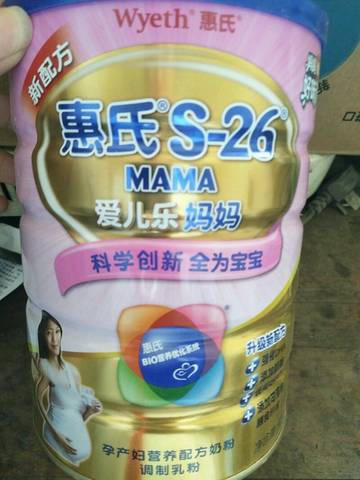 Wyeth® 惠氏®
新配方
惠氏® S-26®
MAMA
爱儿乐 妈妈
科学创新 全为宝宝
惠氏
BIO营养优化系统
升级新配方
孕产妇营养配方奶粉
调制乳粉